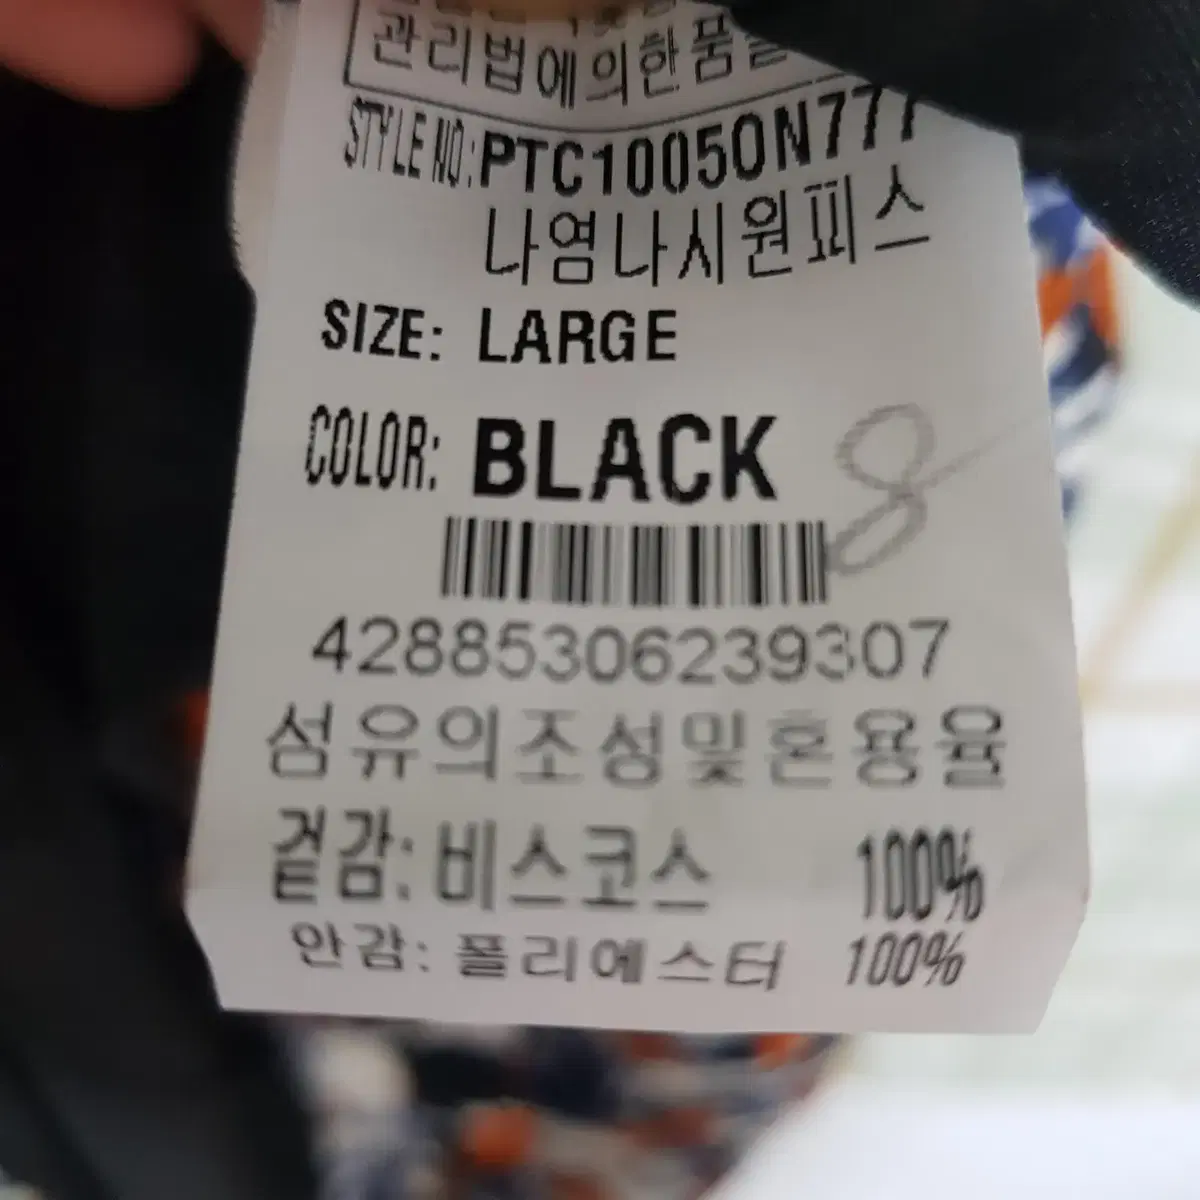 관리법에의한품
STYLE NO:PTC10050N777
나염나시원피스
SIZE: LARGE
COLOR: BLACK
8
42885306239307
섬유의조성및혼용율
겉감: 비스코스 100%
안감: 폴리에스터 100%